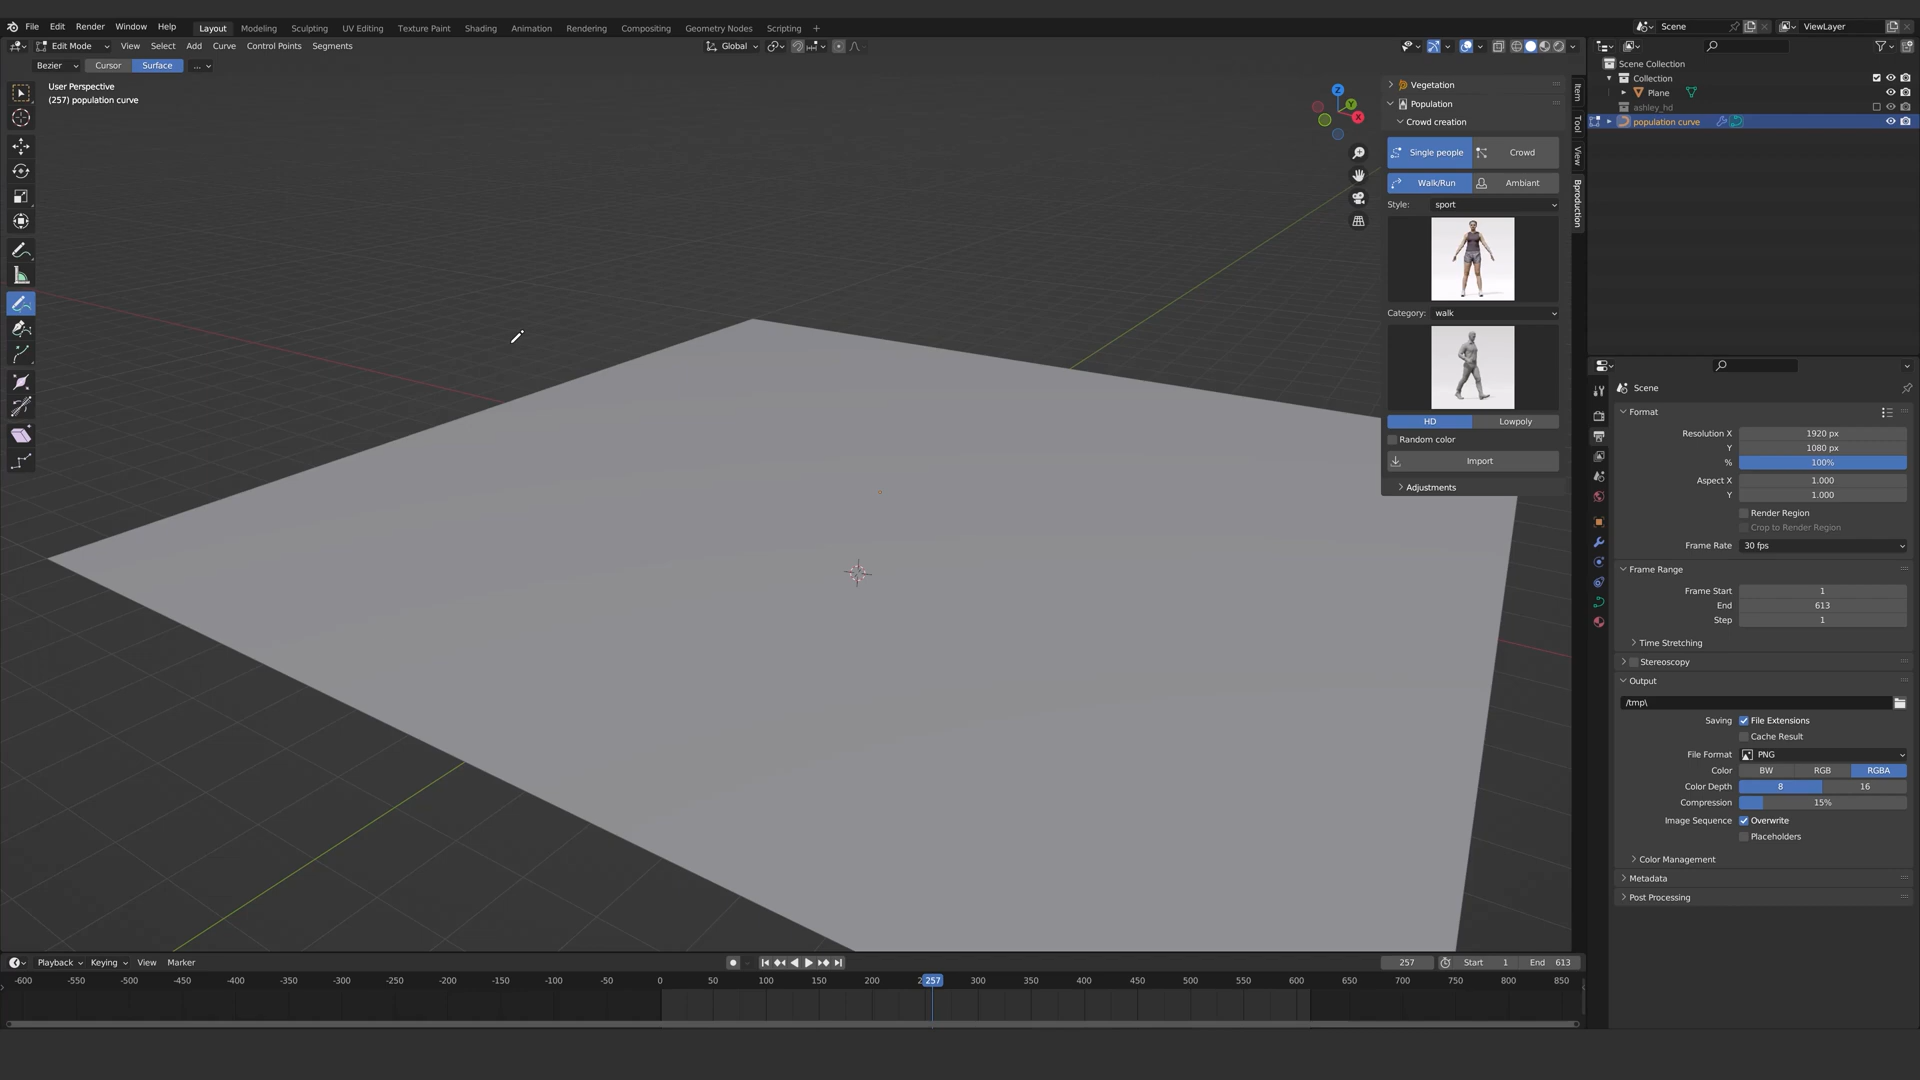 File Edit Render Window Help Layout Modeling Sculpting UV Editing Texture Paint Shading Animation Rendering Compositing Geometry Nodes Scripting + Scene ViewLayer
Edit Mode View Select Add Curve Control Points Segments Global
Bezier Cursor Surface ...
User Perspective
(257) population curve
Z
Y
X
Vegetation
Population
Crowd creation
Single people Crowd
Walk/Run Ambiant
Style: sport
Category: walk
HD Lowpoly
Random color
Import
Adjustments
Item
Tool
View
Bproduction
Scene Collection
Collection
Plane
ashley_hd
population curve
Scene
Format
Resolution X 1920 px
Y 1080 px
% 100%
Aspect X 1.000
Y 1.000
Render Region
Crop to Render Region
Frame Rate 30 fps
Frame Range
Frame Start 1
End 613
Step 1
Time Stretching
Stereoscopy
Output
/tmp\
Saving File Extensions
Cache Result
File Format PNG
Color BW RGB RGBA
Color Depth 8 16
Compression 15%
Image Sequence Overwrite
Placeholders
Color Management
Metadata
Post Processing
Playback Keying View Marker 257 Start 1 End 613
-600 -550 -500 -450 -400 -350 -300 -250 -200 -150 -100 -50 0 50 100 150 200 257 300 350 400 450 500 550 600 650 700 750 800 850